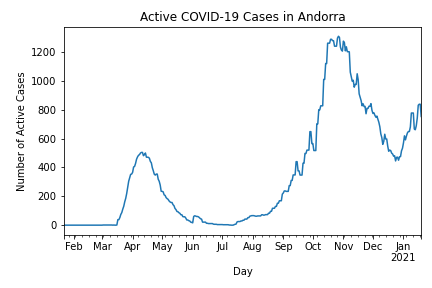 Active COVID-19 Cases in Andorra
Number of Active Cases
1200
1000
800
600
400
200
0
Feb Mar Apr May Jun Jul Aug Sep Oct Nov Dec Jan
2021
Day